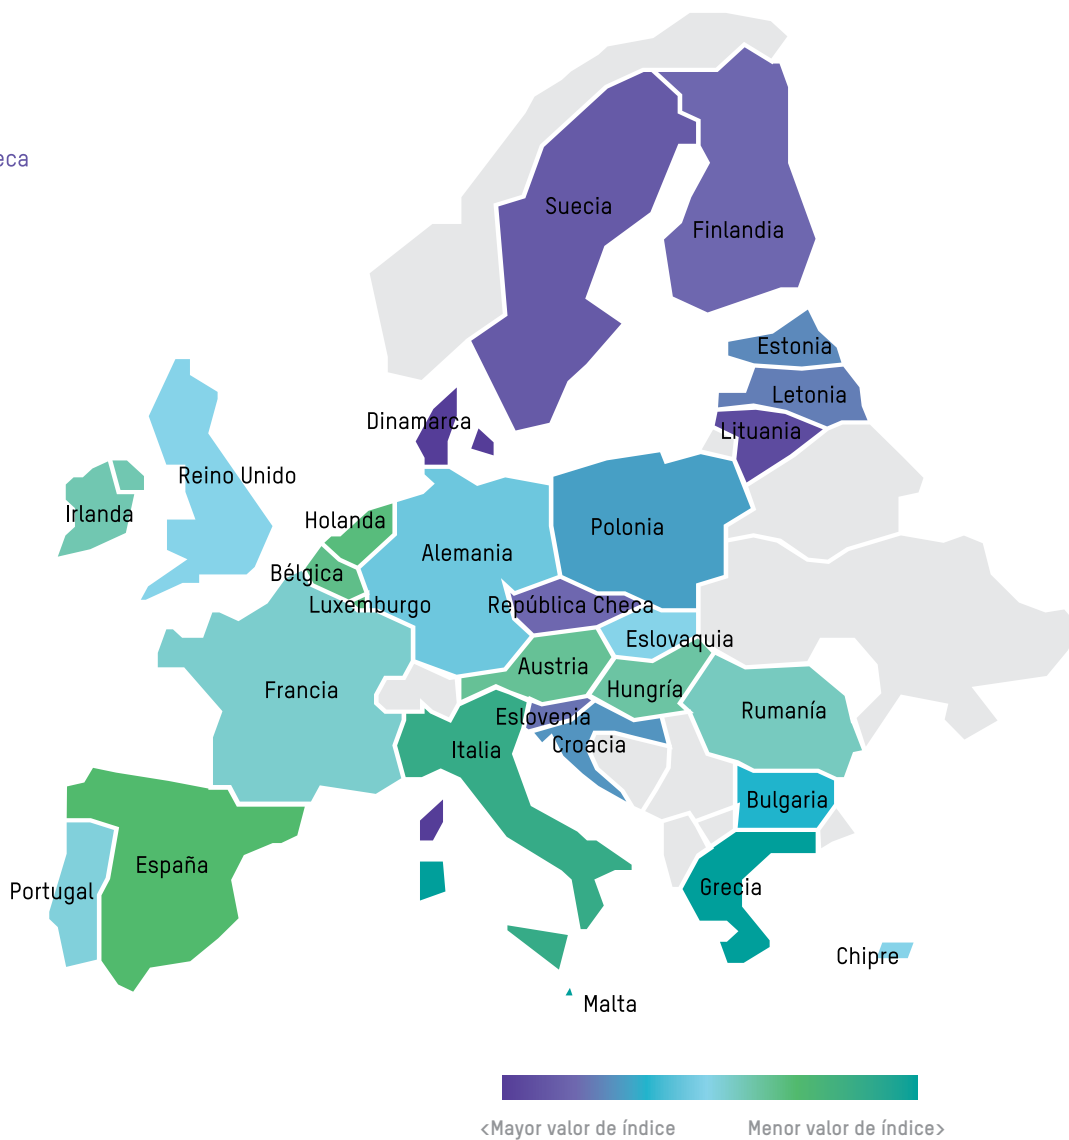 eca
Suecia
Finlandia
Estonia
Letonia
Dinamarca
Lituania
Reino Unido
Irlanda
Holanda
Polonia
Alemania
Bélgica
Luxemburgo
República Checa
Eslovaquia
Austria
Francia
Hungría
Eslovenia
Rumanía
Croacia
Italia
Bulgaria
España
Portugal
Grecia
Chipre
Malta
<Mayor valor de índice
Menor valor de índice>